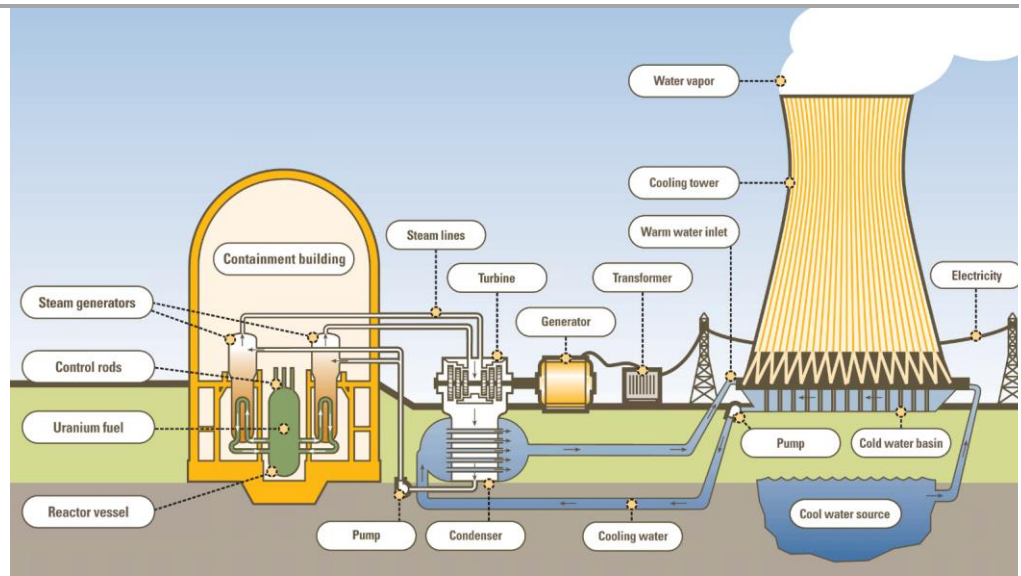 Water vapor
Cooling tower
Steam lines
Warm water inlet
Containment building
Turbine
Transformer
Electricity
Steam generators
Generator
Control rods
Uranium fuel
Pump
Cold water basin
Reactor vessel
Pump
Condenser
Cooling water
Cool water source